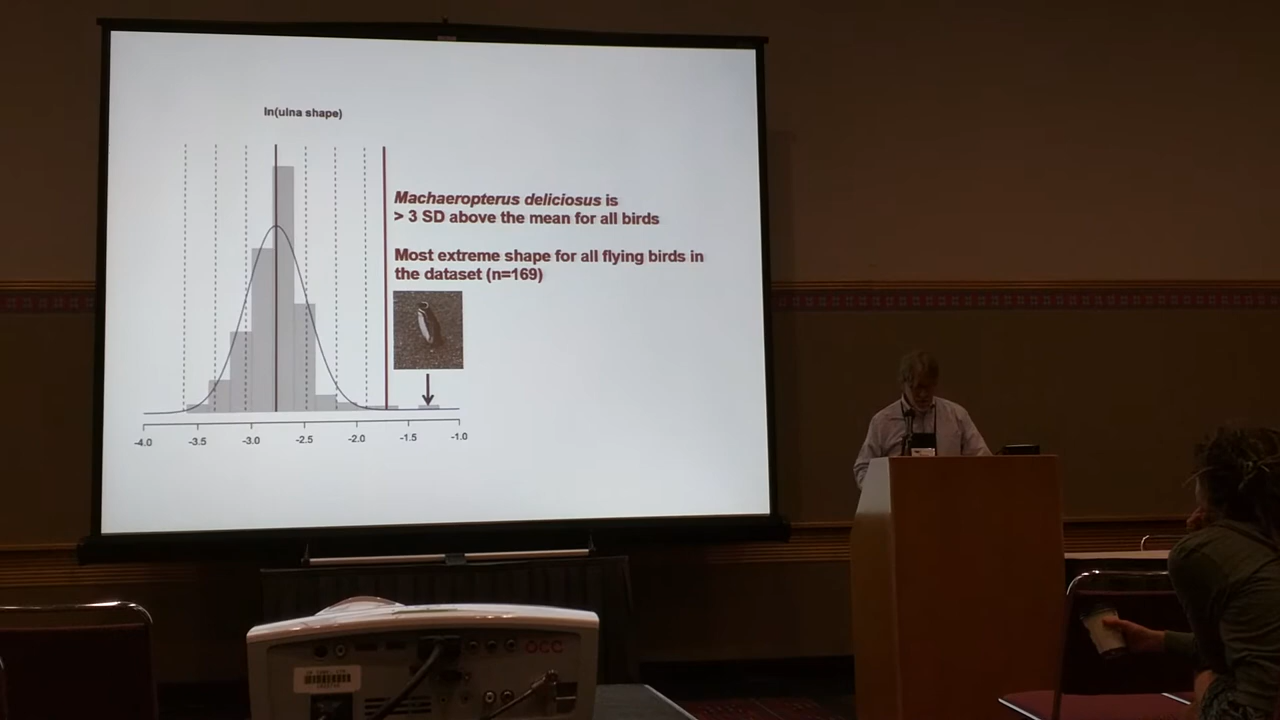 ln(ulna shape)
Machaeropterus deliciosus is
> 3 SD above the mean for all birds
Most extreme shape for all flying birds in
the dataset (n=169)
-4.0 -3.5 -3.0 -2.5 -2.0 -1.5 -1.0
OCC